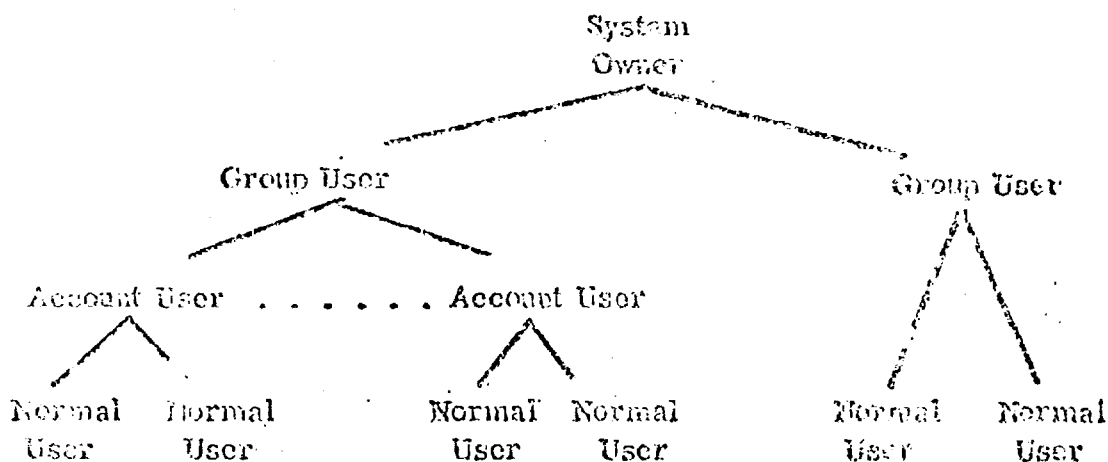 System
Owner
Group User Group User
Account User . . . . . . Account User
Normal Normal Normal Normal Normal Normal
User User User User User User